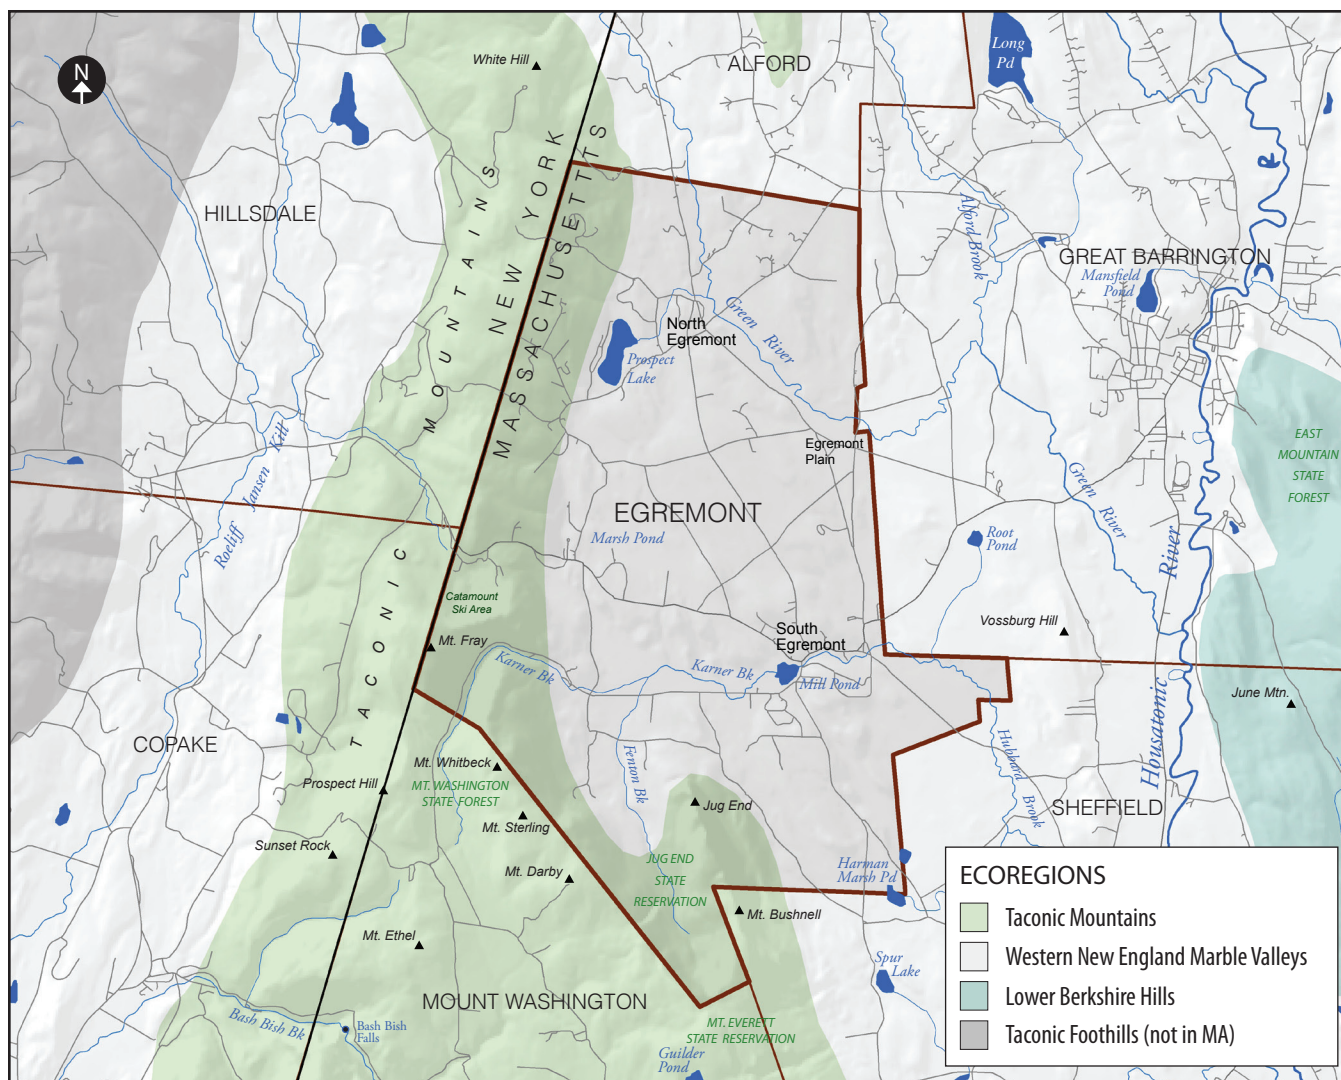 N
White Hill
ALFORD
Long
Pd
HILLSDALE
TACONIC MOUNTAINS
NEW YORK
MASSACHUSETTS
Alford Brook
R
GREAT BARRINGTON
Mansfield
Pond
North
Egremont
Green River
Prospect
Lake
Roeliff Jansen Kill
Egremont
Plain
EAST
MOUNTAIN
STATE
FOREST
EGREMONT
Marsh Pond
Green River
Root
Pond
Housatonic River
Catamount
Ski Area
Mt. Fray
South
Egremont
Vossburg Hill
Karner Bk
Karner Bk
Mill Pond
June Mtn.
COPAKE
Fenton Bk
Hubbard Brook
Mt. Whitbeck
Prospect Hill
MT. WASHINGTON
STATE FOREST
Jug End
SHEFFIELD
Mt. Sterling
Sunset Rock
JUG END
STATE
RESERVATION
Harman
Marsh Pd
Mt. Darby
Mt. Bushnell
Mt. Ethel
Spur
Lake
MOUNT WASHINGTON
Bash Bish Bk
Bash Bish
Falls
MT. EVERETT
STATE RESERVATION
Guilder
Pond
ECOREGIONS
Taconic Mountains
Western New England Marble Valleys
Lower Berkshire Hills
Taconic Foothills (not in MA)